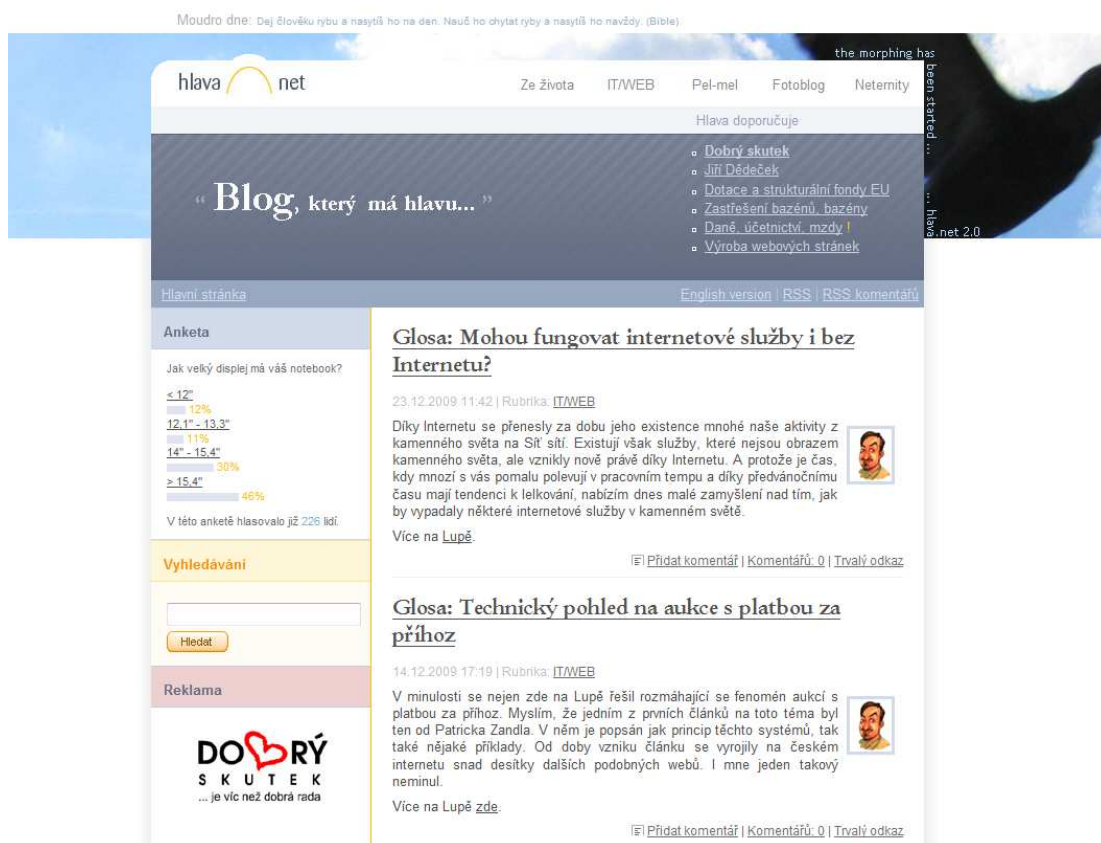 Moudro dne: Dej člověku rybu a nasytíš ho na den. Nauč ho chytat ryby a nasytíš ho navždy. (Bible)
the morphing has
been started ...
... hlava
.net 2.0
hlava net
Ze života IT/WEB Pel-mel Fotoblog Neternity
Hlava doporučuje
“ Blog, který má hlavu... ”
Dobrý skutek
Jiří Dědeček
Dotace a strukturální fondy EU
Zastřešení bazénů, bazény
Daně, účetnictví, mzdy !
Výroba webových stránek
Hlavní stránka
English version | RSS | RSS komentářů
Anketa
Jak velký displej má váš notebook?
< 12"
12%
12,1" - 13,3"
11%
14" - 15,4"
30%
> 15,4"
46%
V této anketě hlasovalo již 226 lidí.
Vyhledávání
Hledat
Reklama
DOBRÝ
SKUTEK
... je víc než dobrá rada
Glosa: Mohou fungovat internetové služby i bez
Internetu?
23.12.2009 11:42 | Rubrika: IT/WEB
Díky Internetu se přenesly za dobu jeho existence mnohé naše aktivity z
kamenného světa na Síť sítí. Existují však služby, které nejsou obrazem
kamenného světa, ale vznikly nově právě díky Internetu. A protože je čas,
kdy mnozí s vás pomalu polevují v pracovním tempu a díky předvánočnímu
času mají tendenci k lelkování, nabízím dnes malé zamyšlení nad tím, jak
by vypadaly některé internetové služby v kamenném světě.
Více na Lupě.
Přidat komentář | Komentářů: 0 | Trvalý odkaz
Glosa: Technický pohled na aukce s platbou za
příhoz
14.12.2009 17:19 | Rubrika: IT/WEB
V minulosti se nejen zde na Lupě řešil rozmáhající se fenomén aukcí s
platbou za příhoz. Myslím, že jedním z prvních článků na toto téma byl
ten od Patricka Zandla. V něm je popsán jak princip těchto systémů, tak
také nějaké příklady. Od doby vzniku článku se vyrojily na českém
internetu snad desítky dalších podobných webů. I mne jeden takový
neminul.
Více na Lupě zde.
Přidat komentář | Komentářů: 0 | Trvalý odkaz